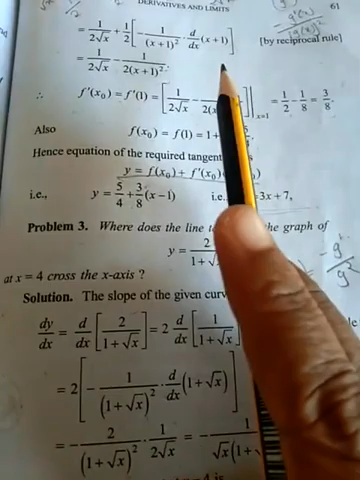 DERIVATIVES AND LIMITS 61
= 1/(2√x) + 1/2 [ − 1/(x+1)² · d/dx (x+1) ] [by reciprocal rule]
= 1/(2√x) − 1/(2(x+1)²).
∴ f′(x₀) = f′(1) = [ 1/(2√x) − 1/(2(x+1)²) ] |ₓ₌₁ = 1/2 − 1/8 = 3/8.
Also f(x₀) = f(1) = 1+
Hence equation of the required tangent
y = f(x₀) + f′(x₀)
i.e., y = 5/4 + 3/8 (x−1) i.e. 3x + 7,
Problem 3. Where does the line the graph of
y = 2/(1+√
at x = 4 cross the x-axis ?
Solution. The slope of the given curv
dy/dx = d/dx [ 2/(1+√x) ] = 2 d/dx [ 1/(1+√x) ]
= 2 [ − 1/(1+√x)² · d/dx (1+√x) ]
= − 2/(1+√x)² · 1/(2√x) = − 1/(√x(1+√